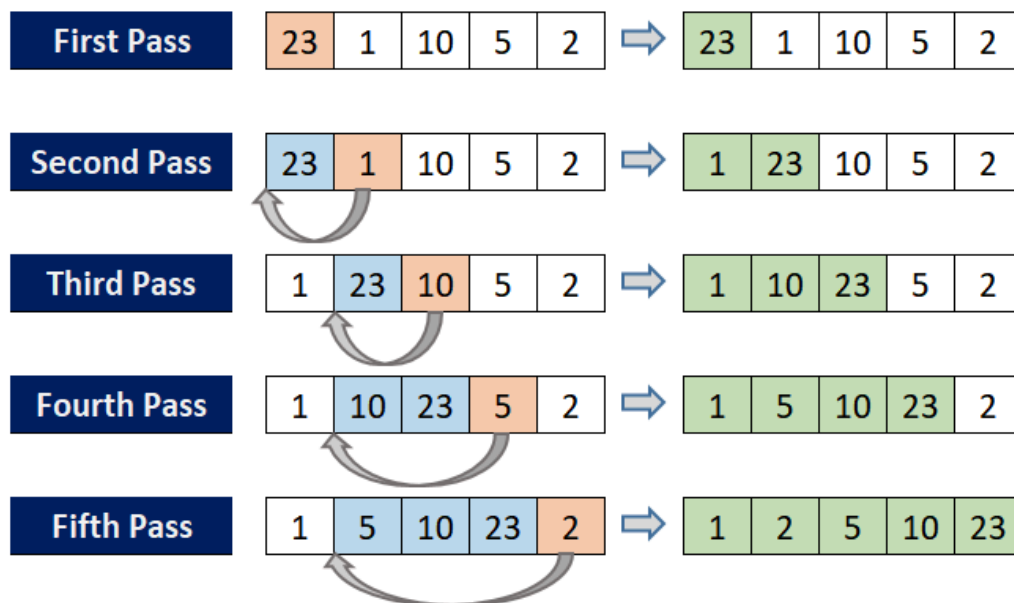 First Pass 23 1 10 5 2 23 1 10 5 2
Second Pass 23 1 10 5 2 1 23 10 5 2
Third Pass 1 23 10 5 2 1 10 23 5 2
Fourth Pass 1 10 23 5 2 1 5 10 23 2
Fifth Pass 1 5 10 23 2 1 2 5 10 23